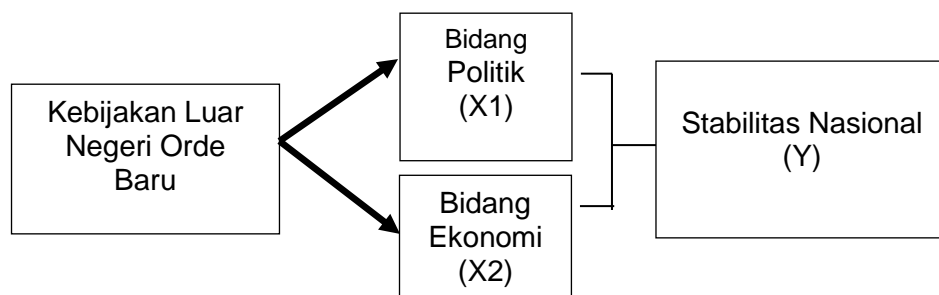 Kebijakan Luar
Negeri Orde
Baru
Bidang
Politik
(X1)
Bidang
Ekonomi
(X2)
Stabilitas Nasional
(Y)